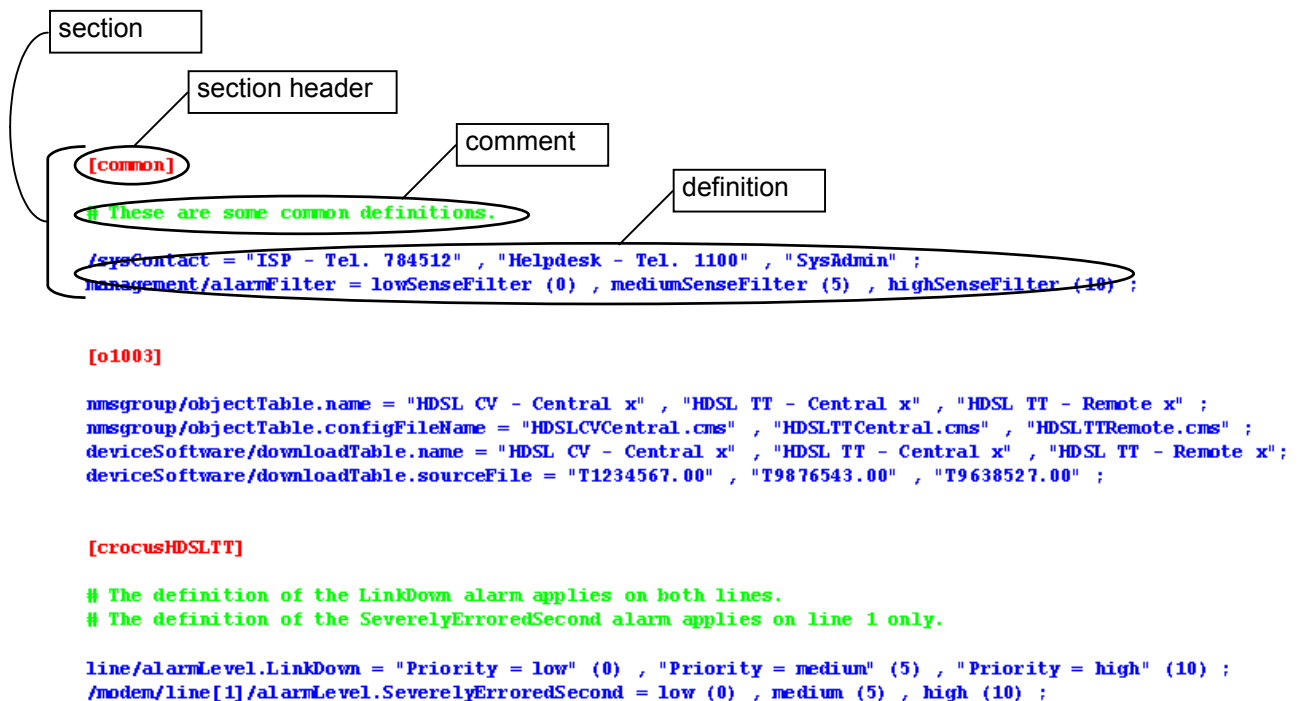 section
section header
comment
definition
[common]
# These are some common definitions.
/sysContact = "ISP - Tel. 784512" , "Helpdesk - Tel. 1100" , "SysAdmin" ;
management/alarmFilter = lowSenseFilter (0) , mediumSenseFilter (5) , highSenseFilter (10) ;
[o1003]
nmsgroup/objectTable.name = "HDSL CV - Central x" , "HDSL TT - Central x" , "HDSL TT - Remote x" ;
nmsgroup/objectTable.configFileName = "HDSLCVCentral.cms" , "HDSLTTCentral.cms" , "HDSLTTRemote.cms" ;
deviceSoftware/downloadTable.name = "HDSL CV - Central x" , "HDSL TT - Central x" , "HDSL TT - Remote x";
deviceSoftware/downloadTable.sourceFile = "T1234567.00" , "T9876543.00" , "T9638527.00" ;
[crocusHDSLTT]
# The definition of the LinkDown alarm applies on both lines.
# The definition of the SeverelyErroredSecond alarm applies on line 1 only.
line/alarmLevel.LinkDown = "Priority = low" (0) , "Priority = medium" (5) , "Priority = high" (10) ;
/modem/line[1]/alarmLevel.SeverelyErroredSecond = low (0) , medium (5) , high (10) ;